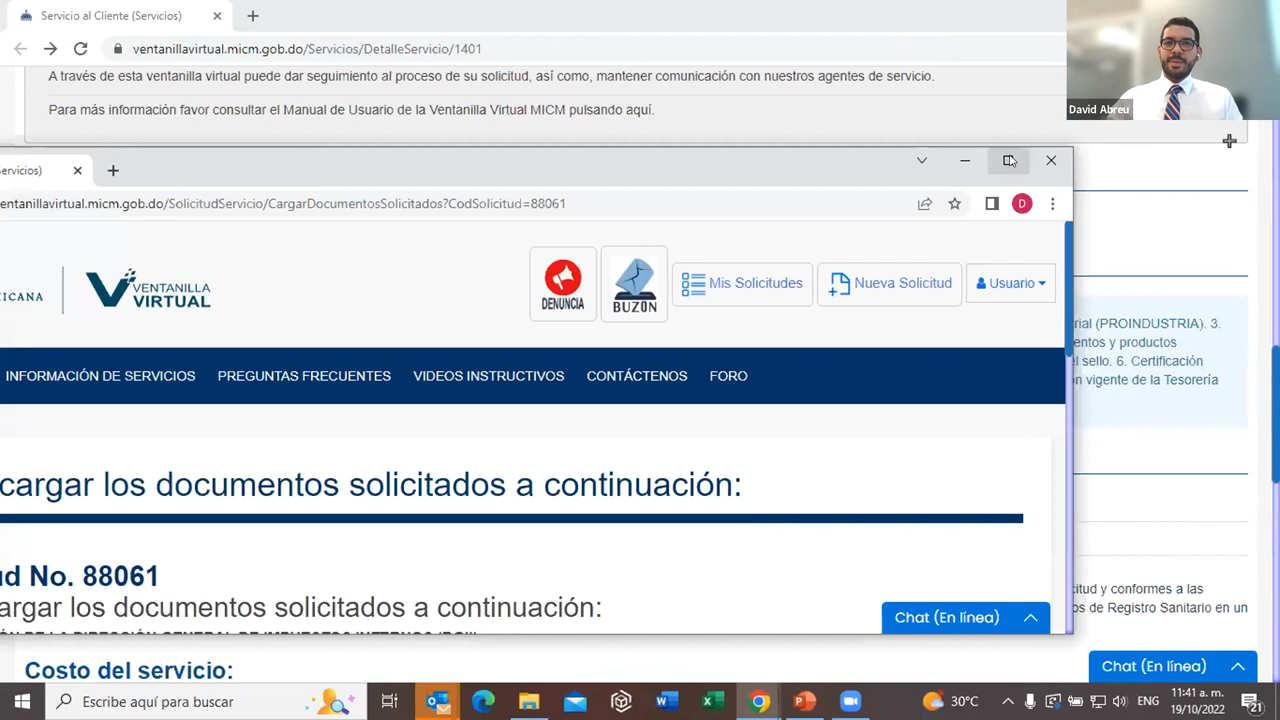 Servicio al Cliente (Servicios)
ventanillavirtual.micm.gob.do/Servicios/DetalleServicio/1401
A través de esta ventanilla virtual puede dar seguimiento al proceso de su solicitud, así como, mantener comunicación con nuestros agentes de servicio.
Para más información favor consultar el Manual de Usuario de la Ventanilla Virtual MICM pulsando aquí.
David Abreu
Servicios)
entanillavirtual.micm.gob.do/SolicitudServicio/CargarDocumentosSolicitados?CodSolicitud=88061
D
ICANA
VENTANILLA
VIRTUAL
DENUNCIA
BUZON
Mis Solicitudes
Nueva Solicitud
Usuario
INFORMACIÓN DE SERVICIOS
PREGUNTAS FRECUENTES
VIDEOS INSTRUCTIVOS
CONTÁCTENOS
FORO
rial (PROINDUSTRIA). 3.
entos y productos
el sello. 6. Certificación
n vigente de la Tesorería
cargar los documentos solicitados a continuación:
ud No. 88061
argar los documentos solicitados a continuación:
citud y conformes a las
os de Registro Sanitario en un
Chat (En línea)
Costo del servicio:
Chat (En línea)
Escribe aquí para buscar
30°C
ENG
11:41 a. m.
19/10/2022
21